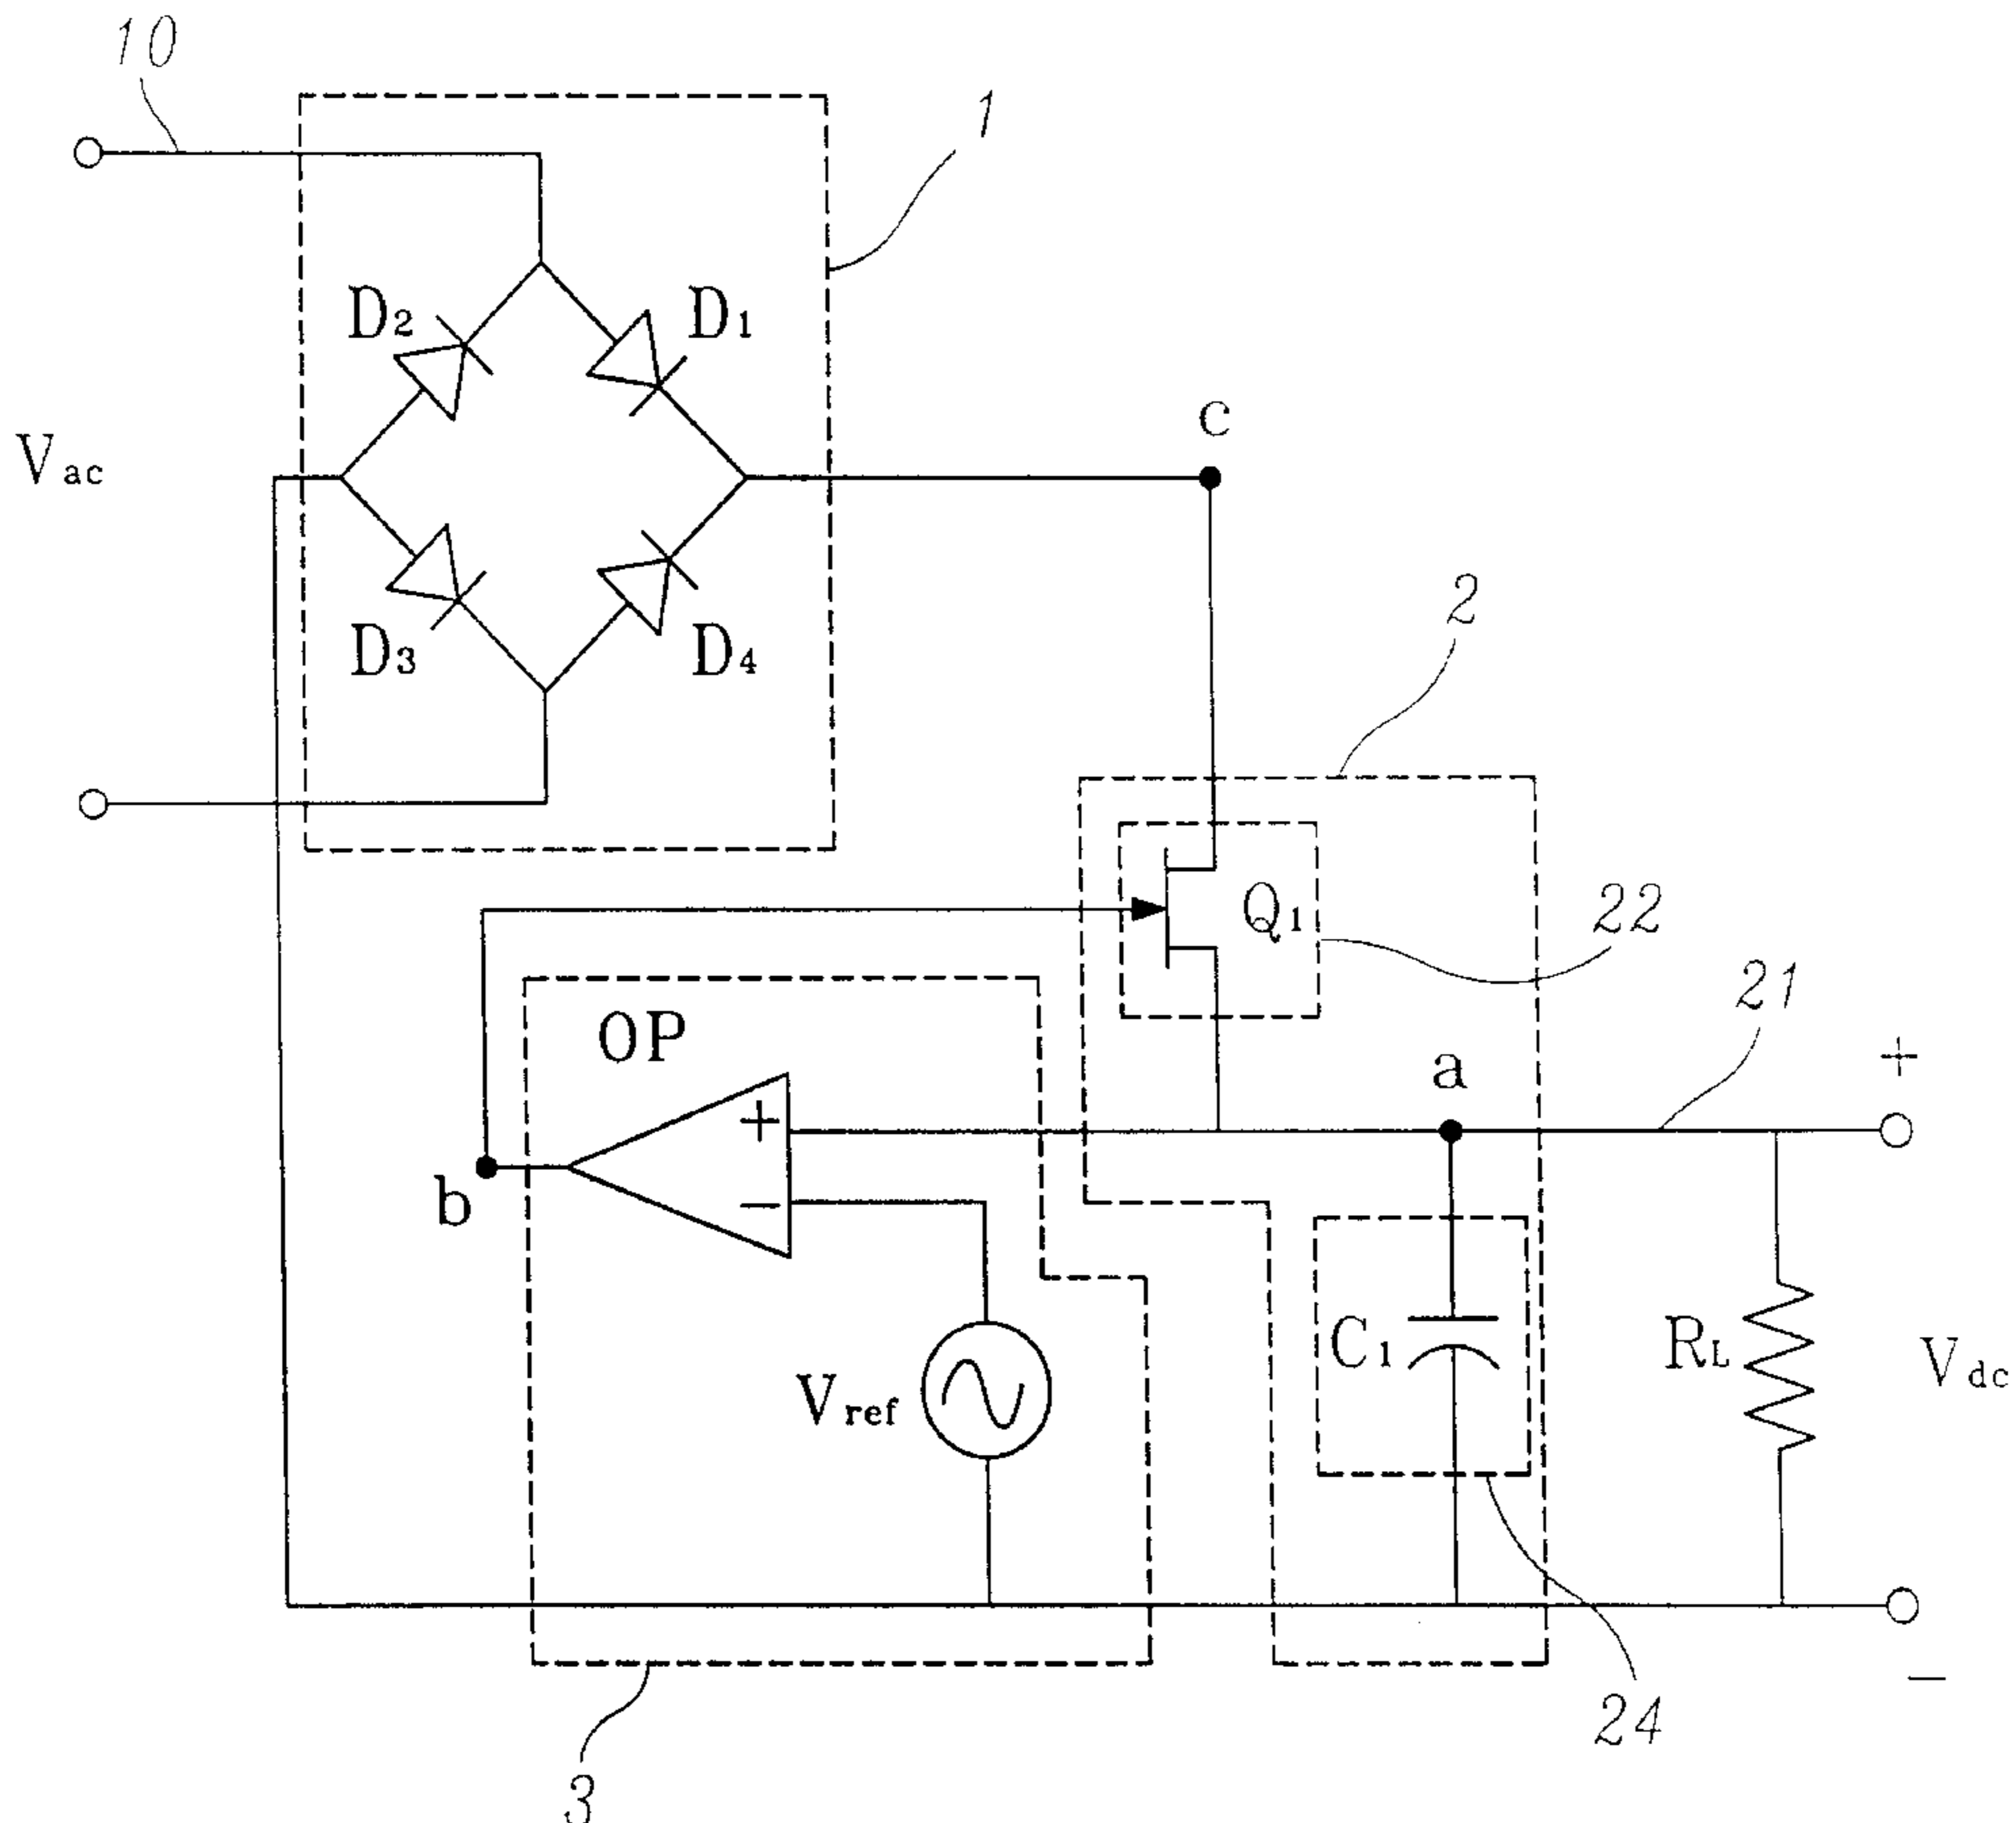 10
1
D2
D1
Vac
c
D3
D4
2
Q1
22
OP
21
a
+
+
b
−
C1
RL
Vdc
Vref
−
24
3